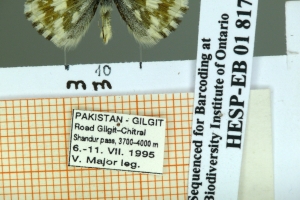 10
mm
PAKISTAN - GILGIT
Road Gilgit-Chitral
Shandur pass, 3700-4000 m
6.-11. VII. 1995
V. Major leg.
Sequenced for Barcoding at
Biodiversity Institute of Ontario
HESP-EB 01 817